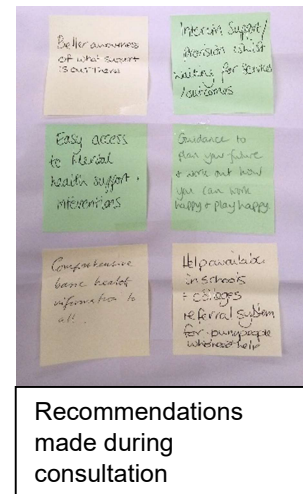 Better awareness
of what support
is out there
Interim Support/
provision whilst
waiting for services
/outcomes
Easy access
to Mental
health support +
interventions
Guidance to
plan your future
+ work out how
you can work
happy + play happy
Comprehensive
basic health
information to
all.
Help available
in schools
+ colleges
referral system
for young people
who need help
Recommendations
made during
consultation